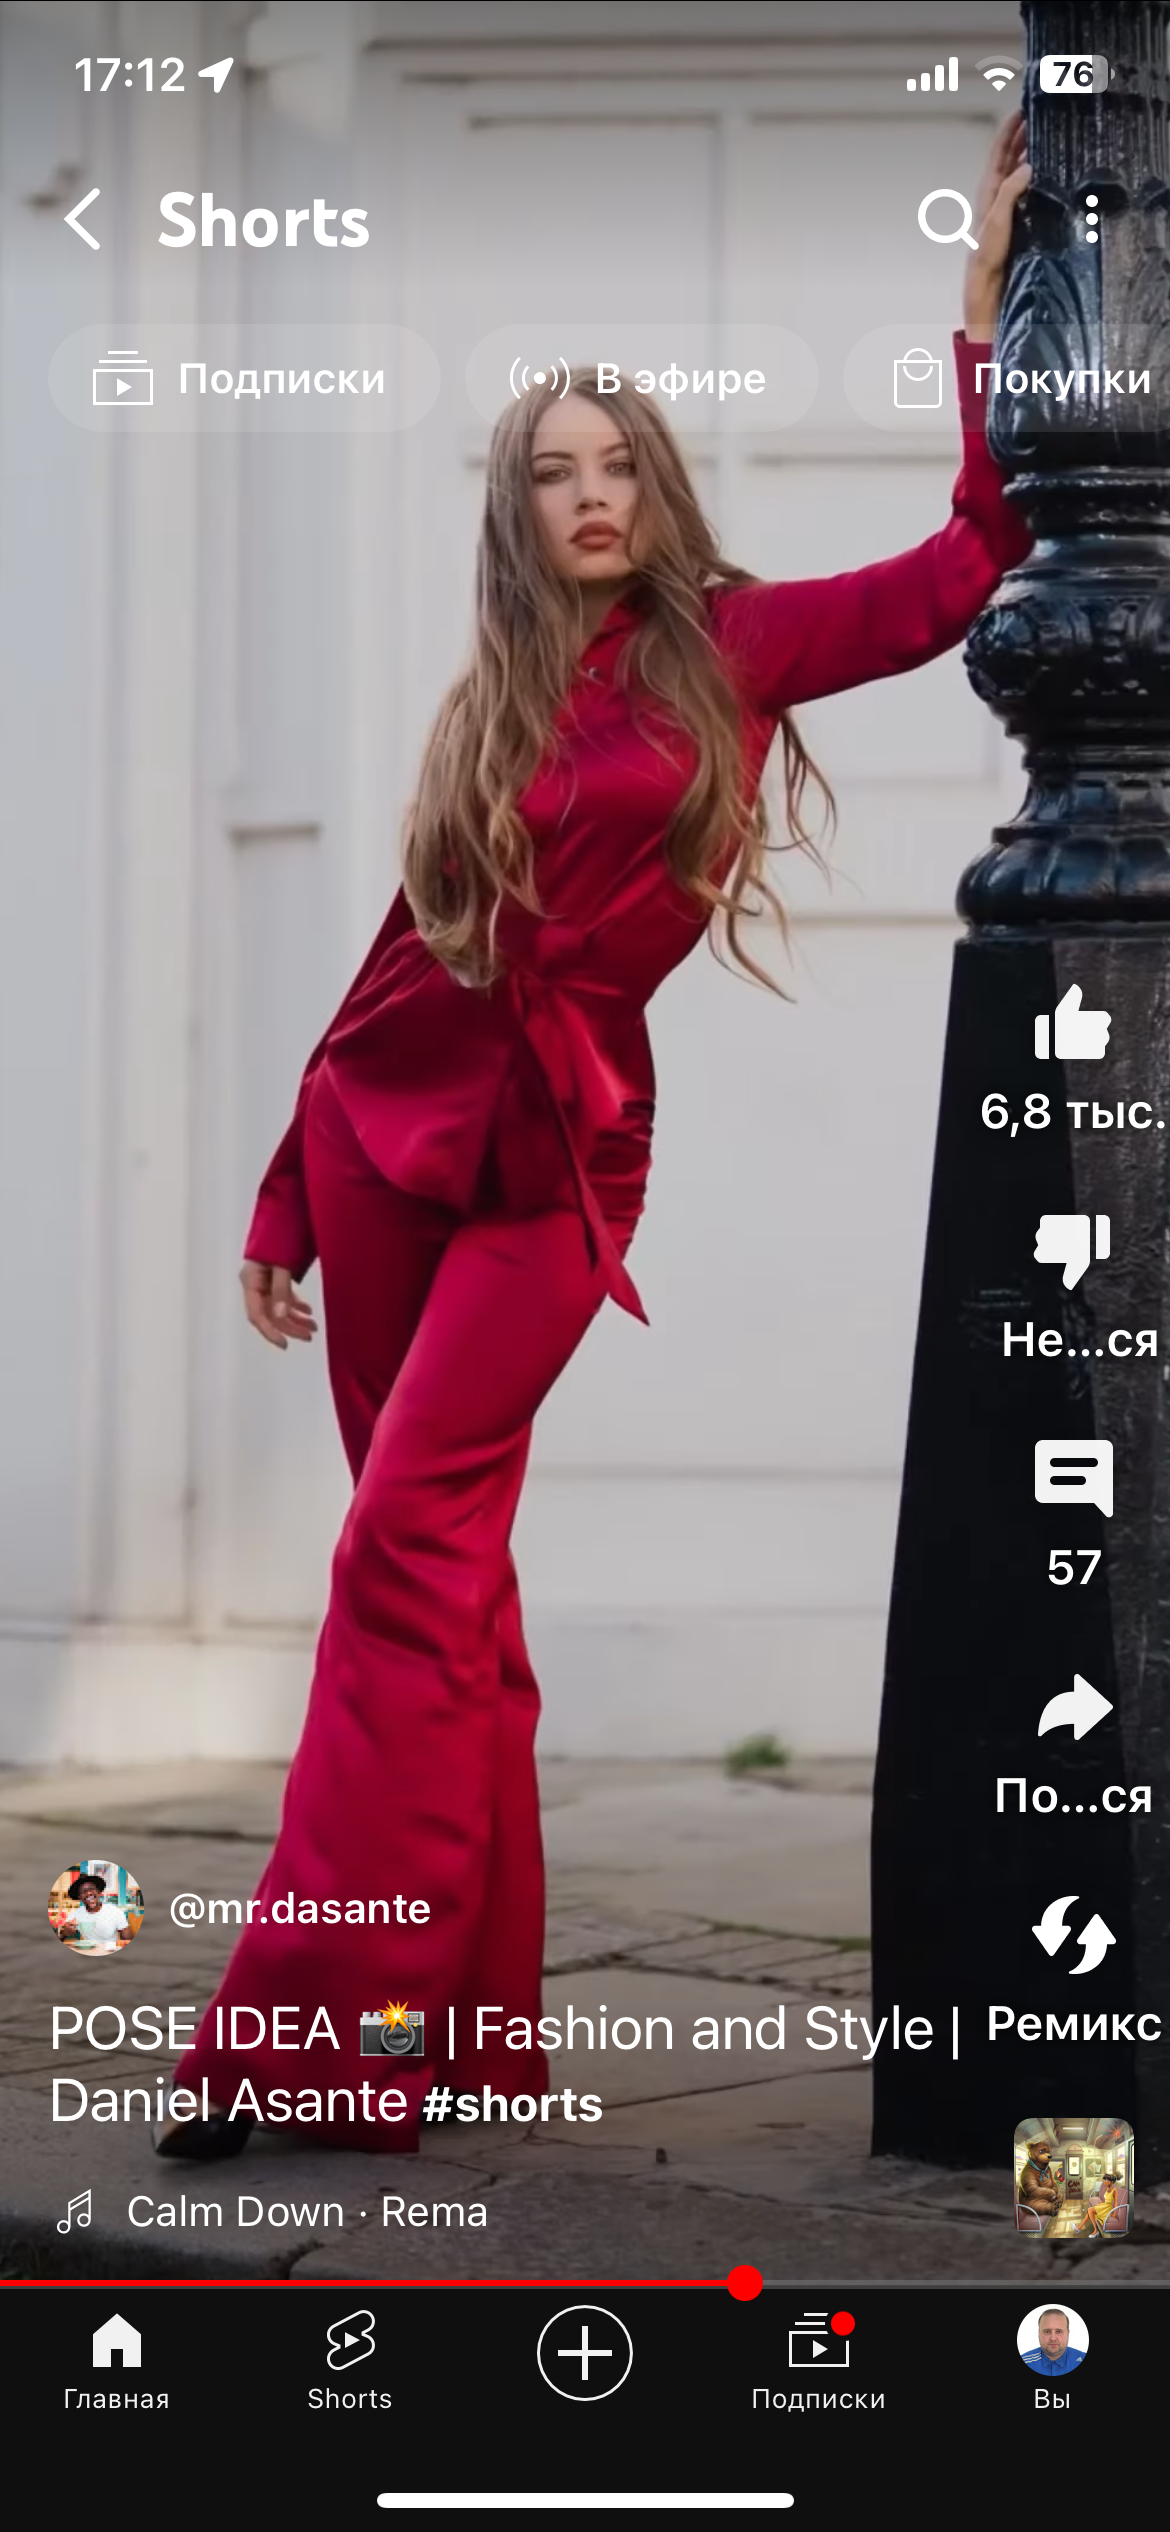 17:12
76
Shorts
Подписки
В эфире
Покупки
6,8 тыс.
Не...ся
57
По...ся
@mr.dasante
POSE IDEA 📸 | Fashion and Style |
Daniel Asante #shorts
Ремикс
Calm Down · Rema
Главная
Shorts
Подписки
Вы